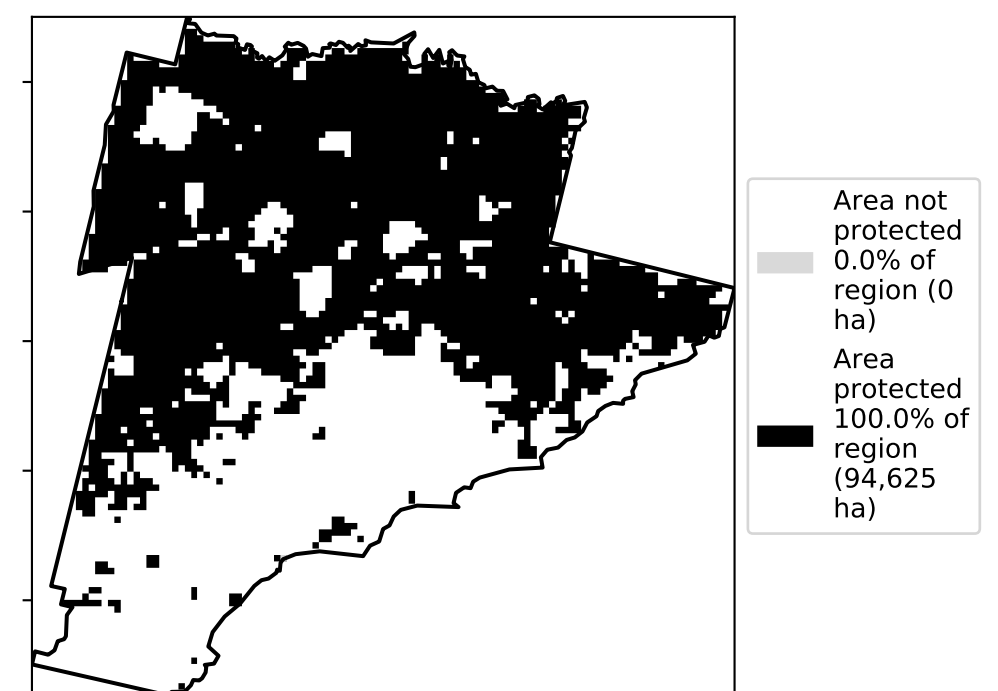 Area not
protected
0.0% of
region (0
ha)
Area
protected
100.0% of
region
(94,625
ha)